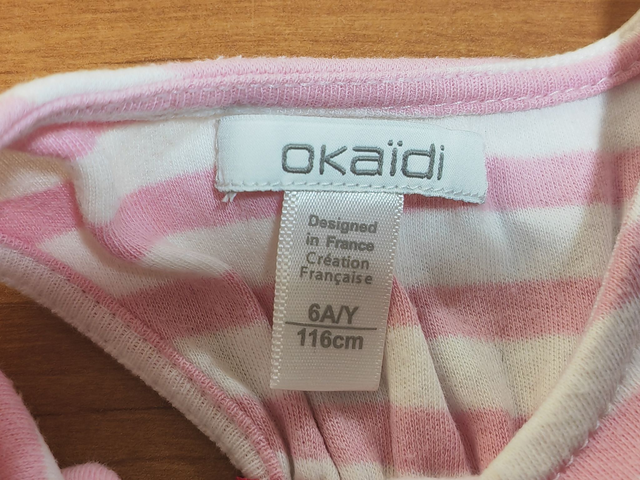 okaïdi
Designed
in France
Création
Française
6A/Y
116cm